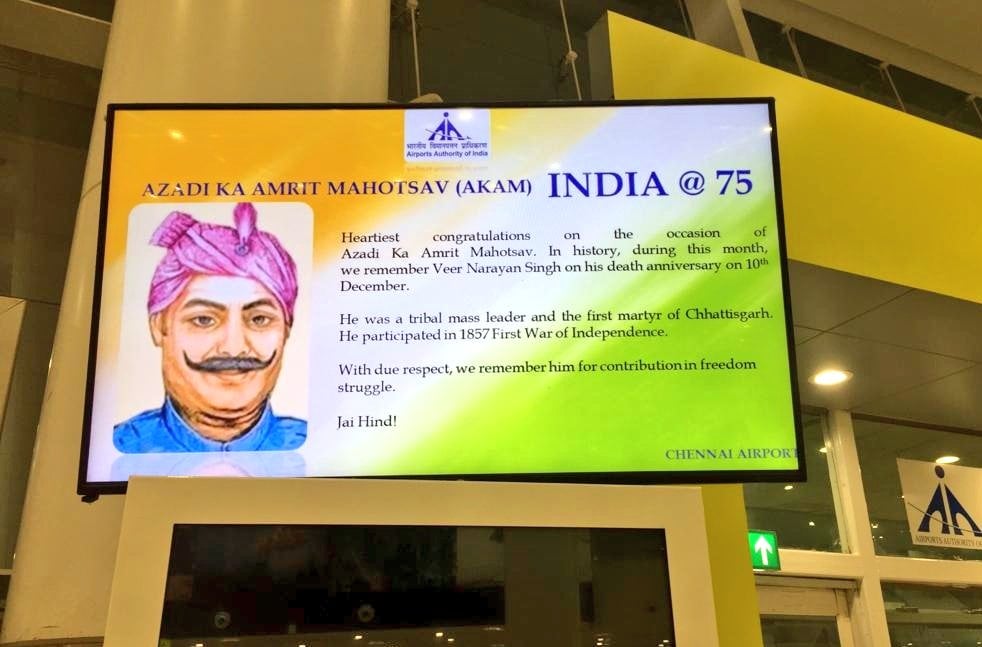 भारतीय विमानपत्तन प्राधिकरण
Airports Authority of India
AZADI KA AMRIT MAHOTSAV (AKAM) INDIA @ 75
Heartiest congratulations on the occasion of
Azadi Ka Amrit Mahotsav. In history, during this month,
we remember Veer Narayan Singh on his death anniversary on 10th
December.
He was a tribal mass leader and the first martyr of Chhattisgarh.
He participated in 1857 First War of Independence.
With due respect, we remember him for contribution in freedom
struggle.
Jai Hind!
CHENNAI AIRPORT
AIRPORTS AUTHORITY